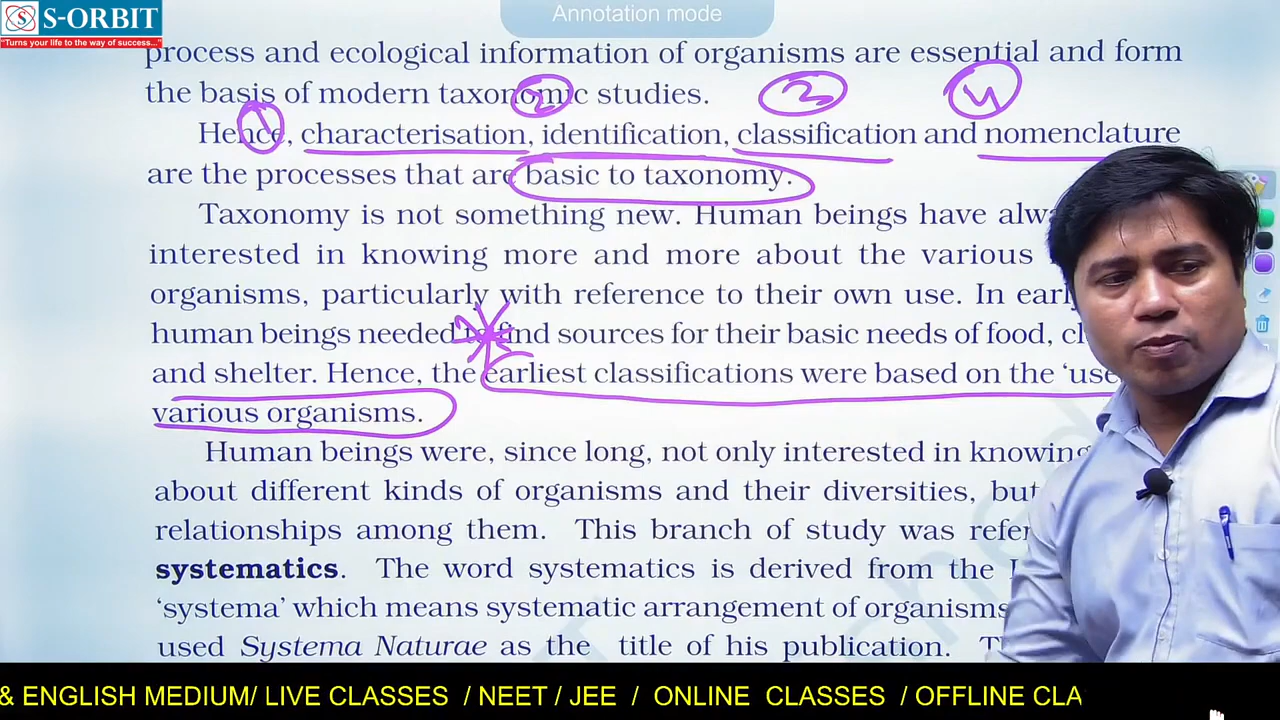 Annotation mode
S-ORBIT
"Turns your life to the way of success..."
process and ecological information of organisms are essential and form
the basis of modern taxonomic studies.
1 2 3 4
Hence, characterisation, identification, classification and nomenclature
are the processes that are basic to taxonomy.
Taxonomy is not something new. Human beings have
interested in knowing more and more about the various
organisms, particularly with reference to their own use. In
human beings needed to find sources for their basic needs of food,
and shelter. Hence, the earliest classifications were based on the
various organisms.
Human beings were, since long, not only interested in knowing
about different kinds of organisms and their diversities, but
relationships among them. This branch of study was
systematics. The word systematics is derived from the
'systema' which means systematic arrangement of organisms
used Systema Naturae as the title of his publication.
& ENGLISH MEDIUM/ LIVE CLASSES / NEET / JEE / ONLINE CLASSES / OFFLINE CLA